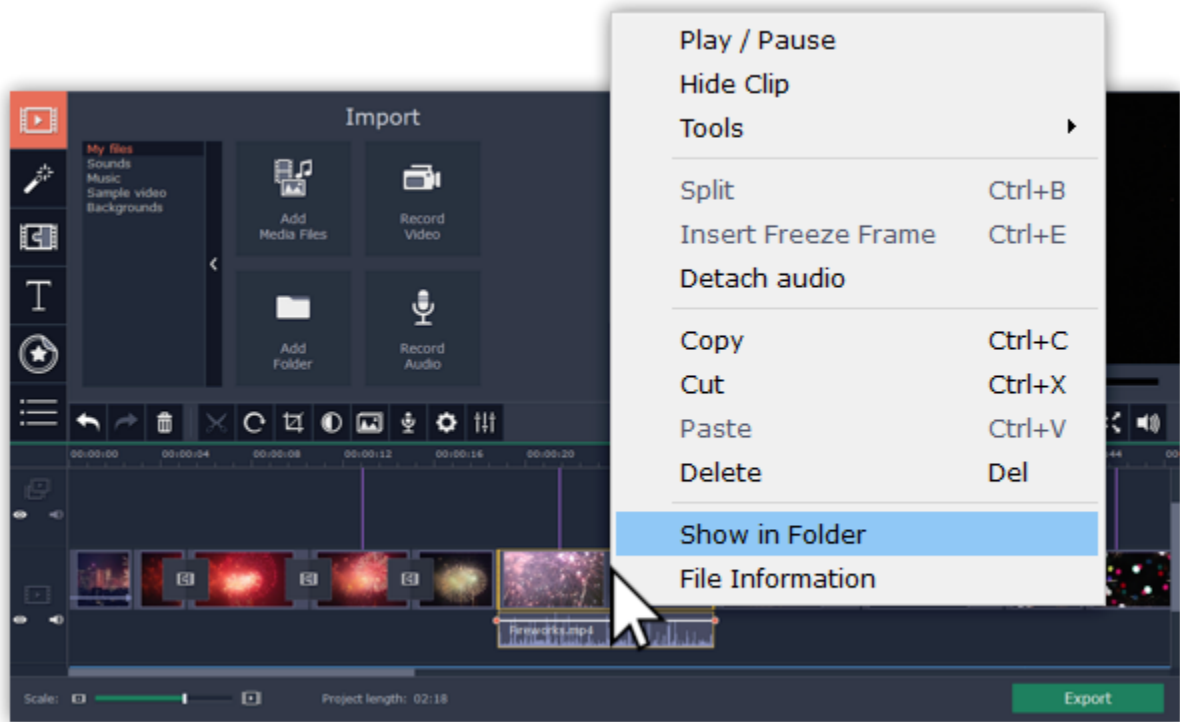 Import
My files
Sounds
Music
Sample video
Backgrounds
Add
Media Files
Record
Video
Add
Folder
Record
Audio
Play / Pause
Hide Clip
Tools
Split Ctrl+B
Insert Freeze Frame Ctrl+E
Detach audio
Copy Ctrl+C
Cut Ctrl+X
Paste Ctrl+V
Delete Del
Show in Folder
File Information
00:00:00 00:00:04 00:00:08 00:00:12 00:00:16 00:00:20 :44 00
Fireworks.mp4
Scale: Project length: 02:18 Export